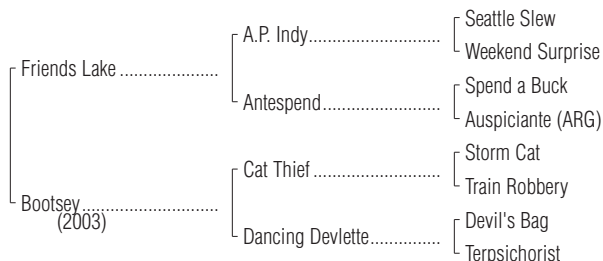 Seattle Slew
A.P. Indy........................................
Weekend Surprise
Friends Lake ..............................
Spend a Buck
Antespend....................................
Auspiciante (ARG)
Storm Cat
Cat Thief ......................................
Train Robbery
Bootsey..........................................
(2003)
Devil's Bag
Dancing Devlette.....................
Terpsichorist